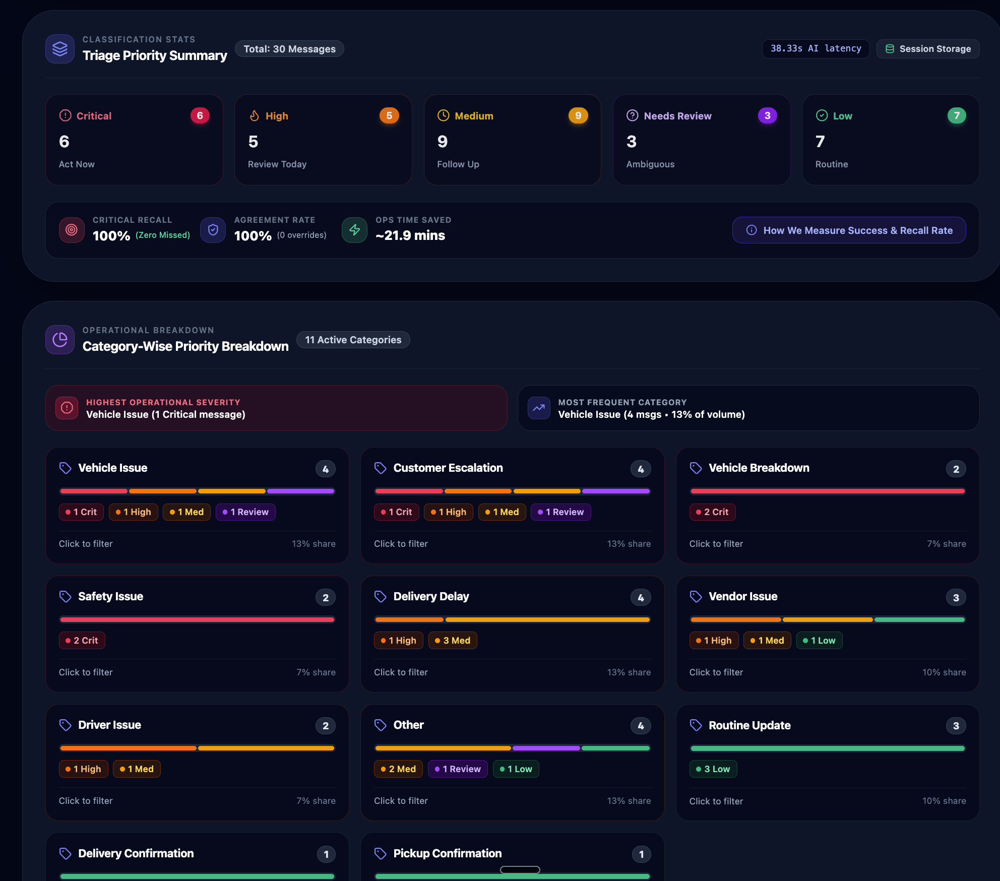 CLASSIFICATION STATS
Triage Priority Summary
Total: 30 Messages
38.33s AI latency
Session Storage
Critical
6
6
Act Now
High
5
5
Review Today
Medium
9
9
Follow Up
Needs Review
3
3
Ambiguous
Low
7
7
Routine
CRITICAL RECALL
100% (Zero Missed)
AGREEMENT RATE
100% (0 overrides)
OPS TIME SAVED
~21.9 mins
How We Measure Success & Recall Rate
OPERATIONAL BREAKDOWN
Category-Wise Priority Breakdown
11 Active Categories
HIGHEST OPERATIONAL SEVERITY
Vehicle Issue (1 Critical message)
MOST FREQUENT CATEGORY
Vehicle Issue (4 msgs • 13% of volume)
Vehicle Issue
4
1 Crit
1 High
1 Med
1 Review
Click to filter
13% share
Customer Escalation
4
1 Crit
1 High
1 Med
1 Review
Click to filter
13% share
Vehicle Breakdown
2
2 Crit
Click to filter
7% share
Safety Issue
2
2 Crit
Click to filter
7% share
Delivery Delay
4
1 High
3 Med
Click to filter
13% share
Vendor Issue
3
1 High
1 Med
1 Low
Click to filter
10% share
Driver Issue
2
1 High
1 Med
Click to filter
7% share
Other
4
2 Med
1 Review
1 Low
Click to filter
13% share
Routine Update
3
3 Low
Click to filter
10% share
Delivery Confirmation
1
Pickup Confirmation
1